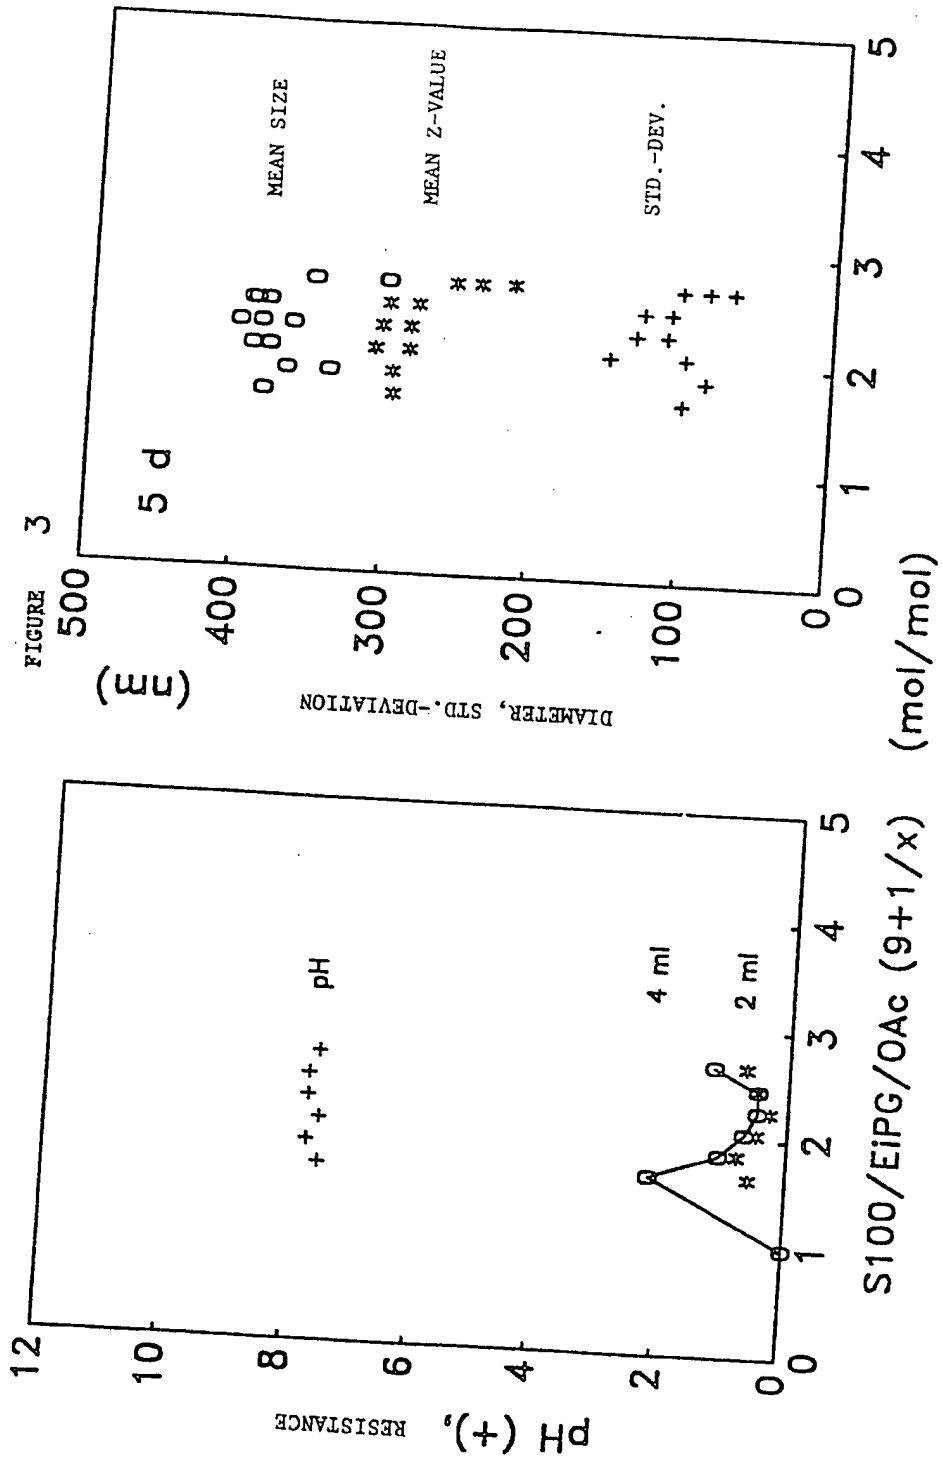 FIGURE 3
12
10
8
6
4
2
0
pH (+), RESISTANCE
pH
4 ml
2 ml
0
1
2
3
4
5
S100/EiPG/OAc (9+1/x)
(mol/mol)
500
400
300
200
100
0
(nm)
DIAMETER, STD.-DEVIATION
5 d
MEAN SIZE
MEAN Z-VALUE
STD.-DEV.
0
1
2
3
4
5